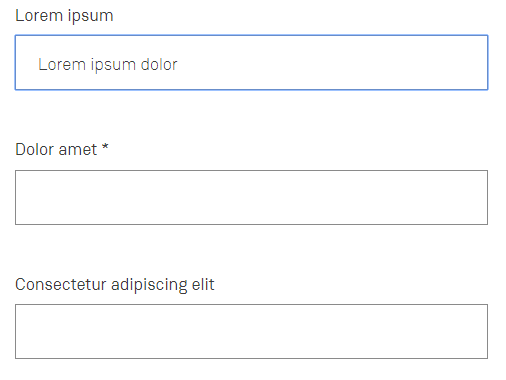 Lorem ipsum
Lorem ipsum dolor
Dolor amet *
Consectetur adipiscing elit